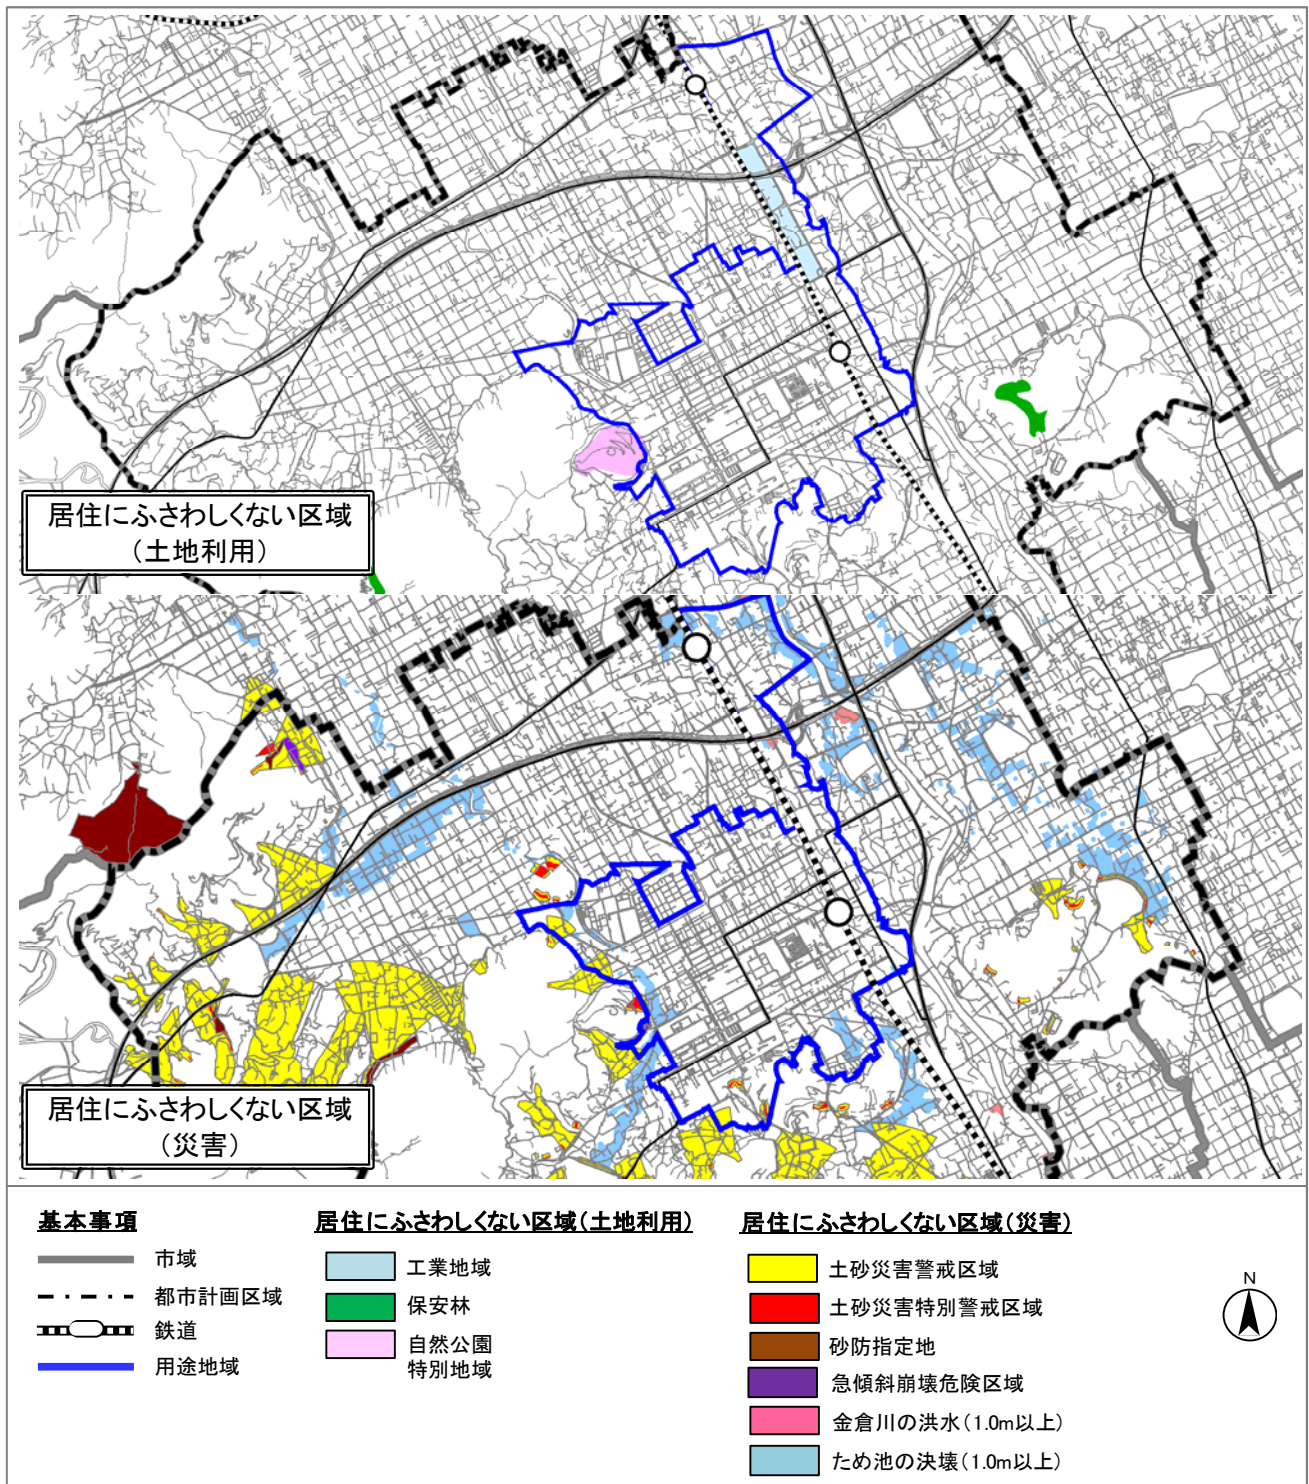 居住にふさわしくない区域
（土地利用）
居住にふさわしくない区域
（災害）
基本事項
市域
都市計画区域
鉄道
用途地域
居住にふさわしくない区域（土地利用）
工業地域
保安林
自然公園
特別地域
居住にふさわしくない区域（災害）
土砂災害警戒区域
土砂災害特別警戒区域
砂防指定地
急傾斜崩壊危険区域
金倉川の洪水（1.0m以上）
ため池の決壊（1.0m以上）
N